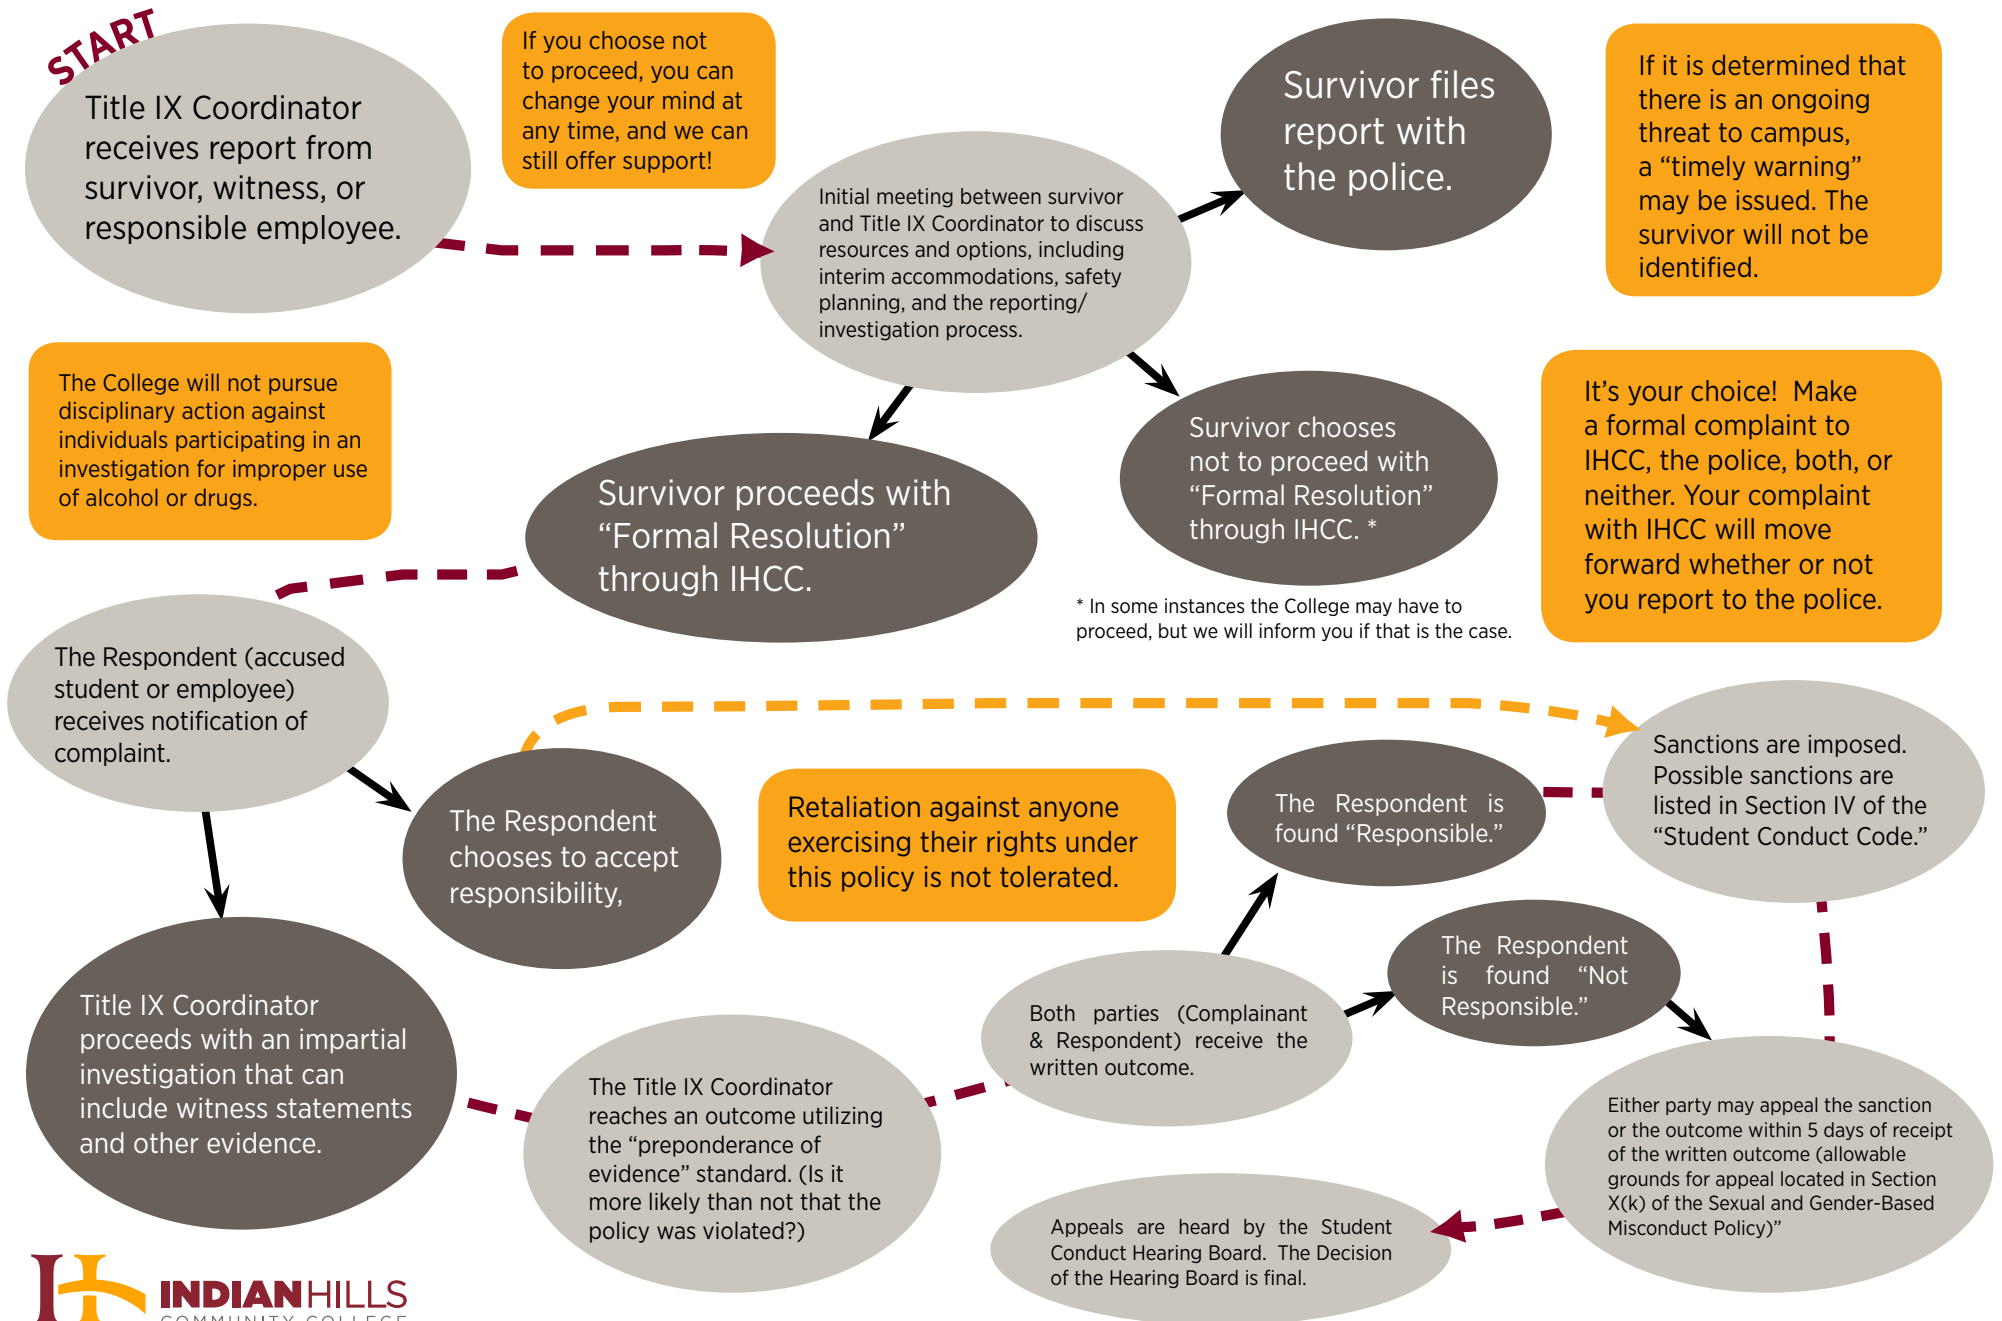 START
Title IX Coordinator
receives report from
survivor, witness, or
responsible employee.
If you choose not
to proceed, you can
change your mind at
any time, and we can
still offer support!
Initial meeting between survivor
and Title IX Coordinator to discuss
resources and options, including
interim accommodations, safety
planning, and the reporting/
investigation process.
Survivor files
report with
the police.
If it is determined that
there is an ongoing
threat to campus,
a “timely warning”
may be issued. The
survivor will not be
identified.
The College will not pursue
disciplinary action against
individuals participating in an
investigation for improper use
of alcohol or drugs.
Survivor proceeds with
“Formal Resolution”
through IHCC.
Survivor chooses
not to proceed with
“Formal Resolution”
through IHCC. *
* In some instances the College may have to
proceed, but we will inform you if that is the case.
It’s your choice!  Make
a formal complaint to
IHCC, the police, both, or
neither. Your complaint
with IHCC will move
forward whether or not
you report to the police.
The Respondent (accused
student or employee)
receives notification of
complaint.
The Respondent
chooses to accept
responsibility,
Retaliation against anyone
exercising their rights under
this policy is not tolerated.
The Respondent is
found “Responsible.”
Sanctions are imposed.
Possible sanctions are
listed in Section IV of the
“Student Conduct Code.”
Title IX Coordinator
proceeds with an impartial
investigation that can
include witness statements
and other evidence.
The Title IX Coordinator
reaches an outcome utilizing
the “preponderance of
evidence” standard. (Is it
more likely than not that the
policy was violated?)
Both parties (Complainant
& Respondent) receive the
written outcome.
The Respondent
is found “Not
Responsible.”
Either party may appeal the sanction
or the outcome within 5 days of receipt
of the written outcome (allowable
grounds for appeal located in Section
X(k) of the Sexual and Gender-Based
Misconduct Policy)”
Appeals are heard by the Student
Conduct Hearing Board.  The Decision
of the Hearing Board is final.
INDIAN HILLS
COMMUNITY COLLEGE